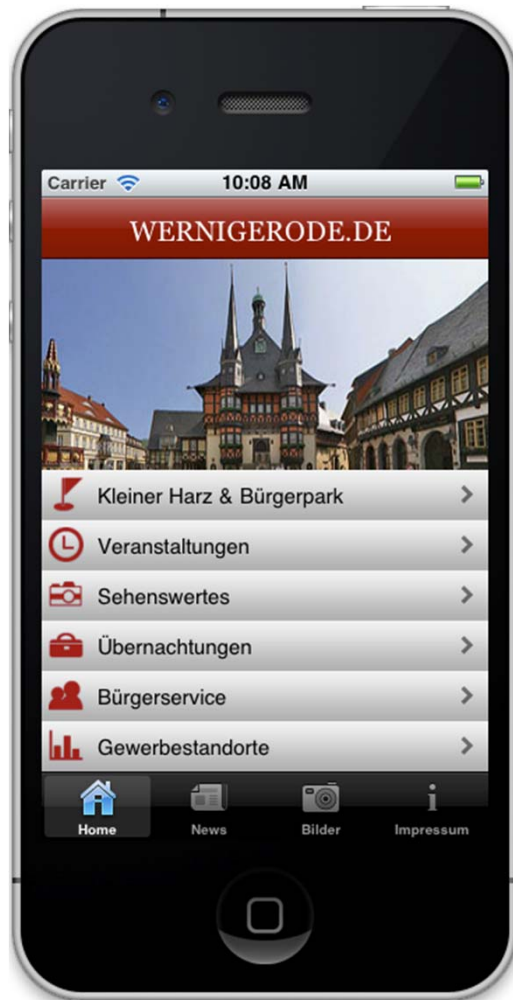 Carrier 10:08 AM
WERNIGERODE.DE
Kleiner Harz & Bürgerpark
Veranstaltungen
Sehenswertes
Übernachtungen
Bürgerservice
Gewerbestandorte
Home News Bilder Impressum